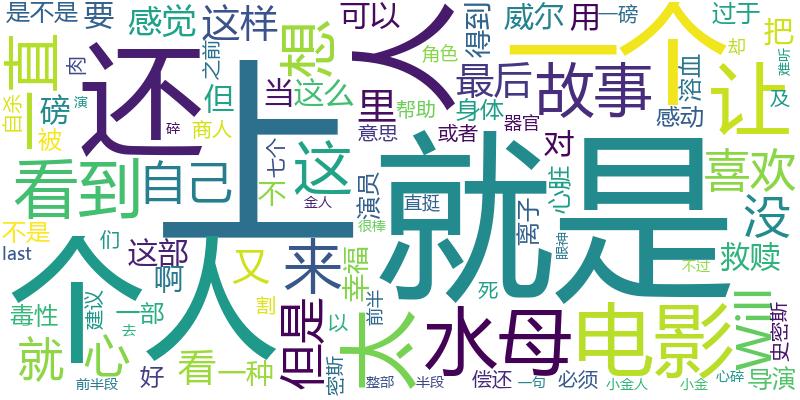 是不是
要
感觉
这样
想
人
可以
得到
威尔
用
一磅
一个
过于
把
却
难听
一直
肉
还
之前
上
角色
最后
故事
溶血
让
及
自杀
磅
演
碎
但
当
这么
里
帮助
身体
感动
被
商人
七个
意思
或者
器官
对
喜欢
看到
自己
不
这
演员
就是
心脏
没
金人
直挺
很棒
离子
眼神
不是
last
们
这部
啊
个人
又
来
幸福
不过
救赎
毒性
建议
一部
去
割
但是
以
前半
太
死
水母
电影
Will
史密斯
就
心
前半段
好
看
一种
密斯
整部
半段
偿还
一句
必须
小金人
小金
心碎
导演